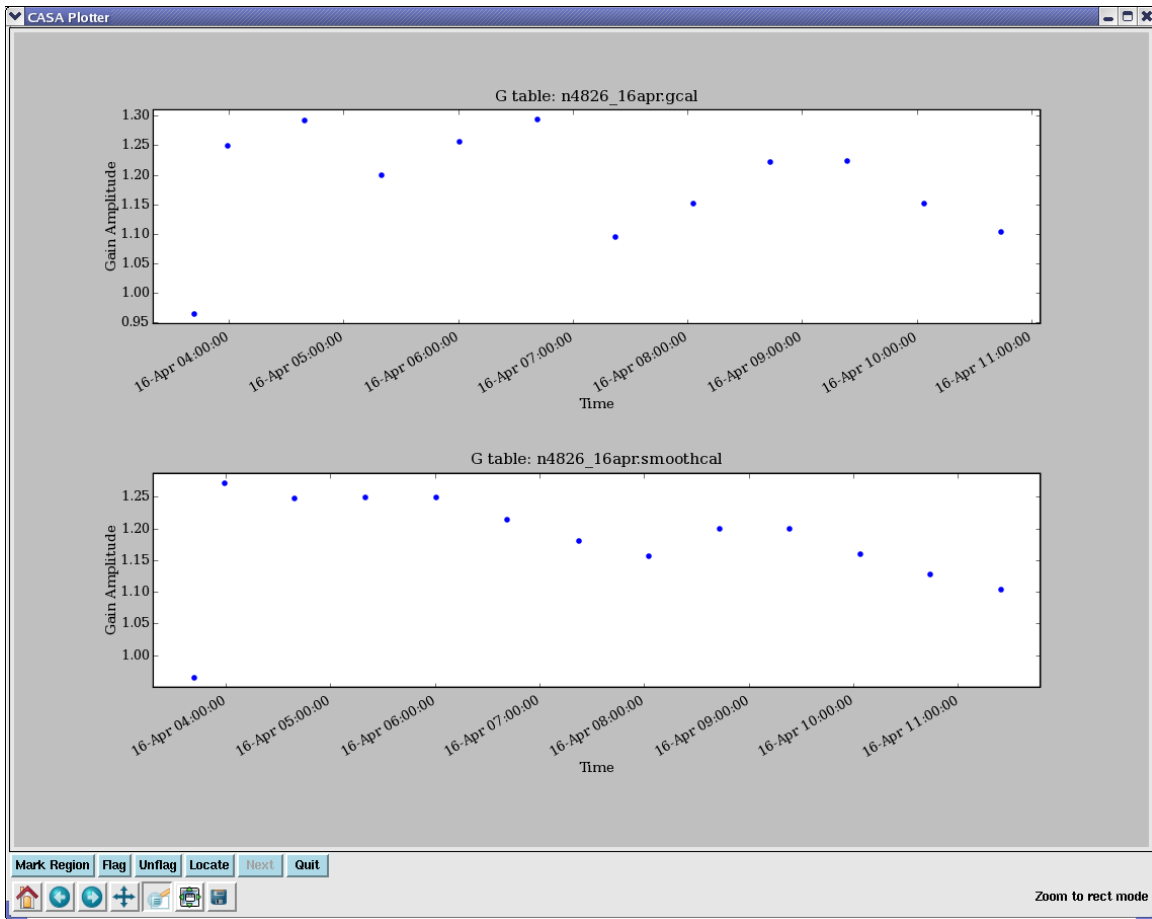 CASA Plotter
G table: n4826_16apr.gcal
1.30
1.25
1.20
1.15
1.10
1.05
1.00
0.95
Gain Amplitude
16-Apr 04:00:00
16-Apr 05:00:00
16-Apr 06:00:00
16-Apr 07:00:00
16-Apr 08:00:00
16-Apr 09:00:00
16-Apr 10:00:00
16-Apr 11:00:00
Time
G table: n4826_16apr.smoothcal
1.25
1.20
1.15
1.10
1.05
1.00
Gain Amplitude
16-Apr 04:00:00
16-Apr 05:00:00
16-Apr 06:00:00
16-Apr 07:00:00
16-Apr 08:00:00
16-Apr 09:00:00
16-Apr 10:00:00
16-Apr 11:00:00
Time
Mark Region Flag Unflag Locate Next Quit
Zoom to rect mode